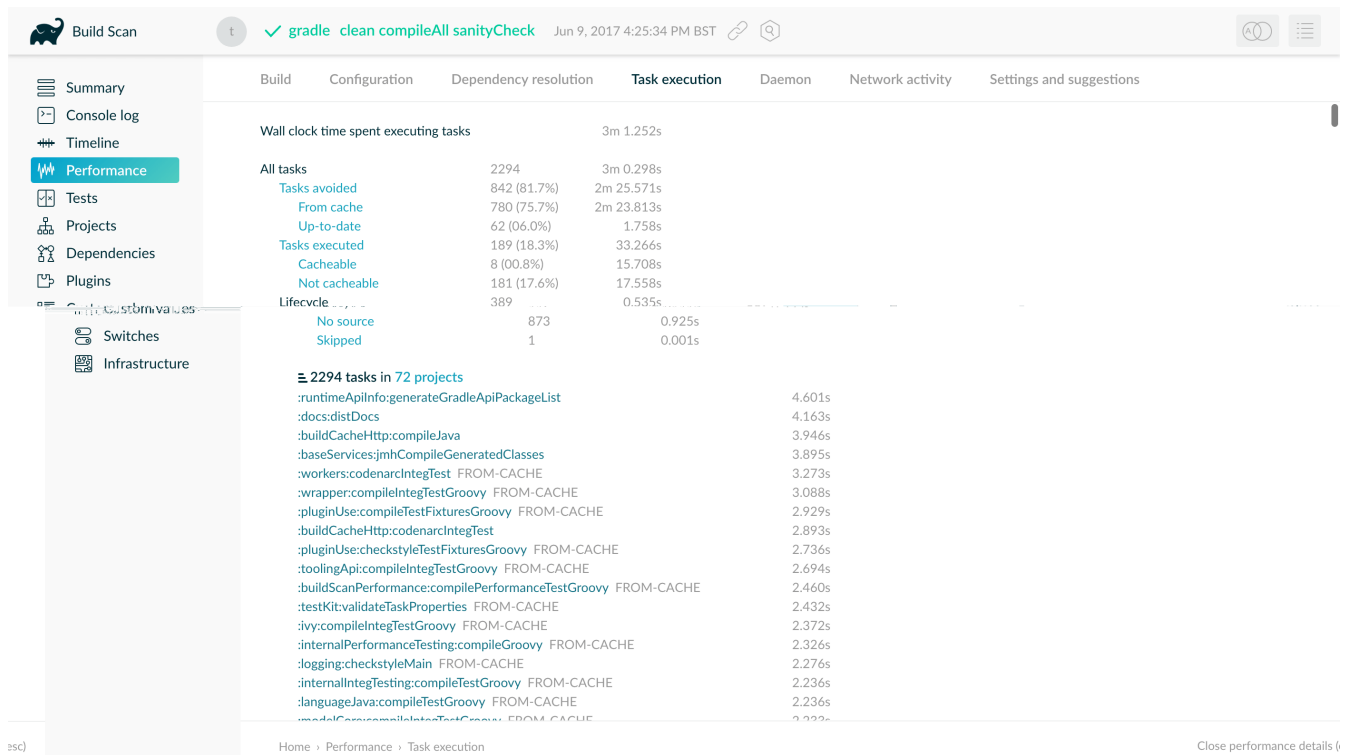 Build Scan
t
gradle clean compileAll sanityCheck Jun 9, 2017 4:25:34 PM BST
Build Configuration Dependency resolution Task execution Daemon Network activity Settings and suggestions
Summary
Console log
Timeline
Performance
Tests
Projects
Dependencies
Plugins
Custom values
Switches
Infrastructure
Wall clock time spent executing tasks 3m 1.252s
All tasks 2294 3m 0.298s
Tasks avoided 842 (81.7%) 2m 25.571s
From cache 780 (75.7%) 2m 23.813s
Up-to-date 62 (06.0%) 1.758s
Tasks executed 189 (18.3%) 33.266s
Cacheable 8 (00.8%) 15.708s
Not cacheable 181 (17.6%) 17.558s
Lifecycle 389 0.535s
No source 873 0.925s
Skipped 1 0.001s
2294 tasks in 72 projects
:runtimeApiInfo:generateGradleApiPackageList 4.601s
:docs:distDocs 4.163s
:buildCacheHttp:compileJava 3.946s
:baseServices:jmhCompileGeneratedClasses 3.895s
:workers:codenarcIntegTest FROM-CACHE 3.273s
:wrapper:compileIntegTestGroovy FROM-CACHE 3.088s
:pluginUse:compileTestFixturesGroovy FROM-CACHE 2.929s
:buildCacheHttp:codenarcIntegTest 2.893s
:pluginUse:checkstyleTestFixturesGroovy FROM-CACHE 2.736s
:toolingApi:compileIntegTestGroovy FROM-CACHE 2.694s
:buildScanPerformance:compilePerformanceTestGroovy FROM-CACHE 2.460s
:testKit:validateTaskProperties FROM-CACHE 2.432s
:ivy:compileIntegTestGroovy FROM-CACHE 2.372s
:internalPerformanceTesting:compileGroovy FROM-CACHE 2.326s
:logging:checkstyleMain FROM-CACHE 2.276s
:internalIntegTesting:compileTestGroovy FROM-CACHE 2.236s
:languageJava:compileTestGroovy FROM-CACHE 2.236s
:modelCore:compileIntegTestGroovy FROM-CACHE 2.233s
esc) Home › Performance › Task execution Close performance details (